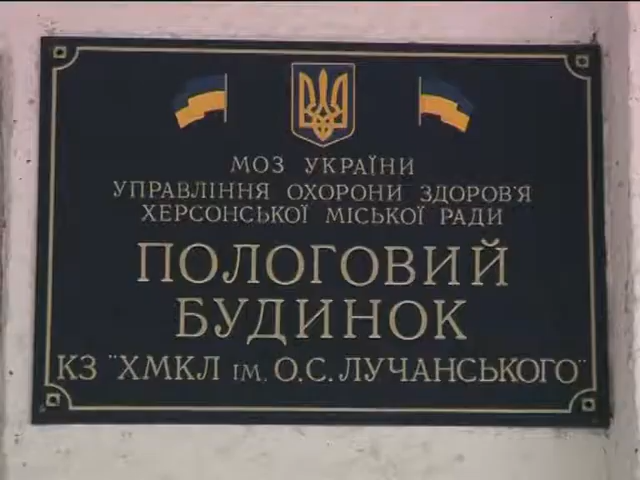 МОЗ УКРАЇНИ
УПРАВЛІННЯ ОХОРОНИ ЗДОРОВ'Я
ХЕРСОНСЬКОЇ МІСЬКОЇ РАДИ
ПОЛОГОВИЙ
БУДИНОК
КЗ "ХМКЛ ІМ. О.С. ЛУЧАНСЬКОГО"